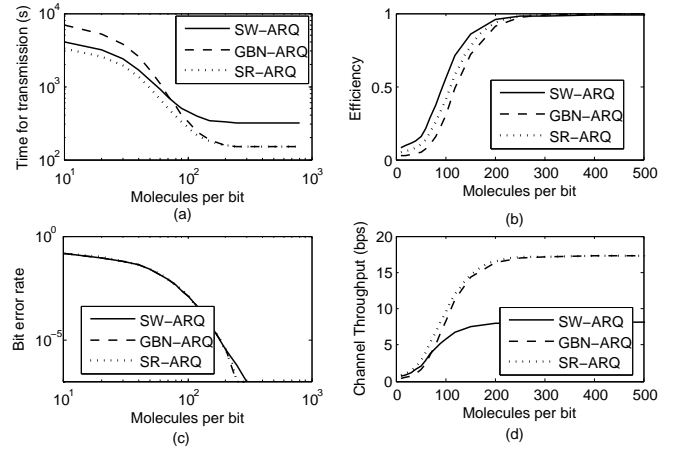 Time for transmission (s)
10^4
10^3
10^2
10^1
10^2
10^3
Molecules per bit
(a)
SW−ARQ
GBN−ARQ
SR−ARQ
Efficiency
1
0.5
0
0
100
200
300
400
500
Molecules per bit
(b)
SW−ARQ
GBN−ARQ
SR−ARQ
Bit error rate
10^0
10^−5
10^1
10^2
10^3
Molecules per bit
(c)
SW−ARQ
GBN−ARQ
SR−ARQ
Channel Throughput (bps)
20
15
10
5
0
0
100
200
300
400
500
Molecules per bit
(d)
SW−ARQ
GBN−ARQ
SR−ARQ